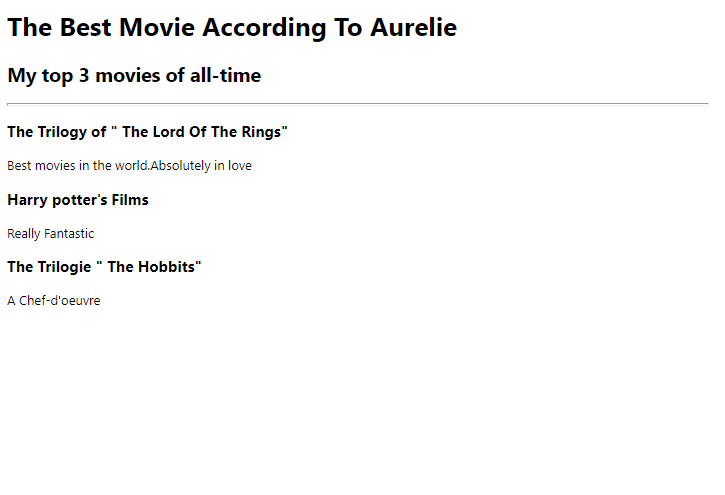 The Best Movie According To Aurelie
My top 3 movies of all-time
The Trilogy of " The Lord Of The Rings"
Best movies in the world.Absolutely in love
Harry potter's Films
Really Fantastic
The Trilogie " The Hobbits"
A Chef-d'oeuvre